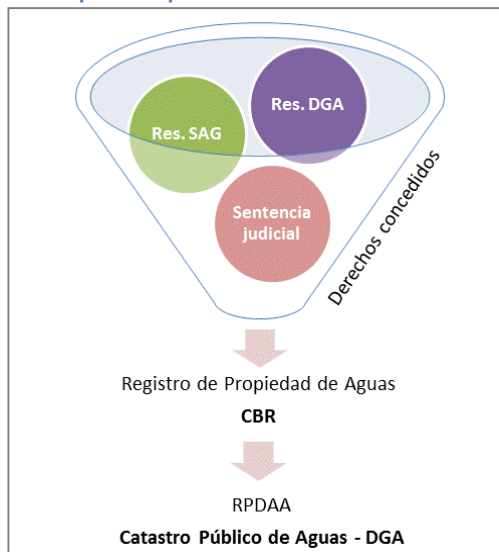 Res. DGA
Res. SAG
Sentencia
judicial
Derechos concedidos
Registro de Propiedad de Aguas
CBR
RPDAA
Catastro Público de Aguas - DGA